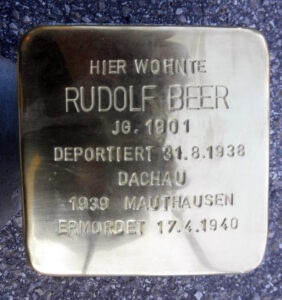 HIER WOHNTE
RUDOLF BEER
JG. 1901
DEPORTIERT 31.8.1938
DACHAU
1939 MAUTHAUSEN
ERMORDET 17.4.1940